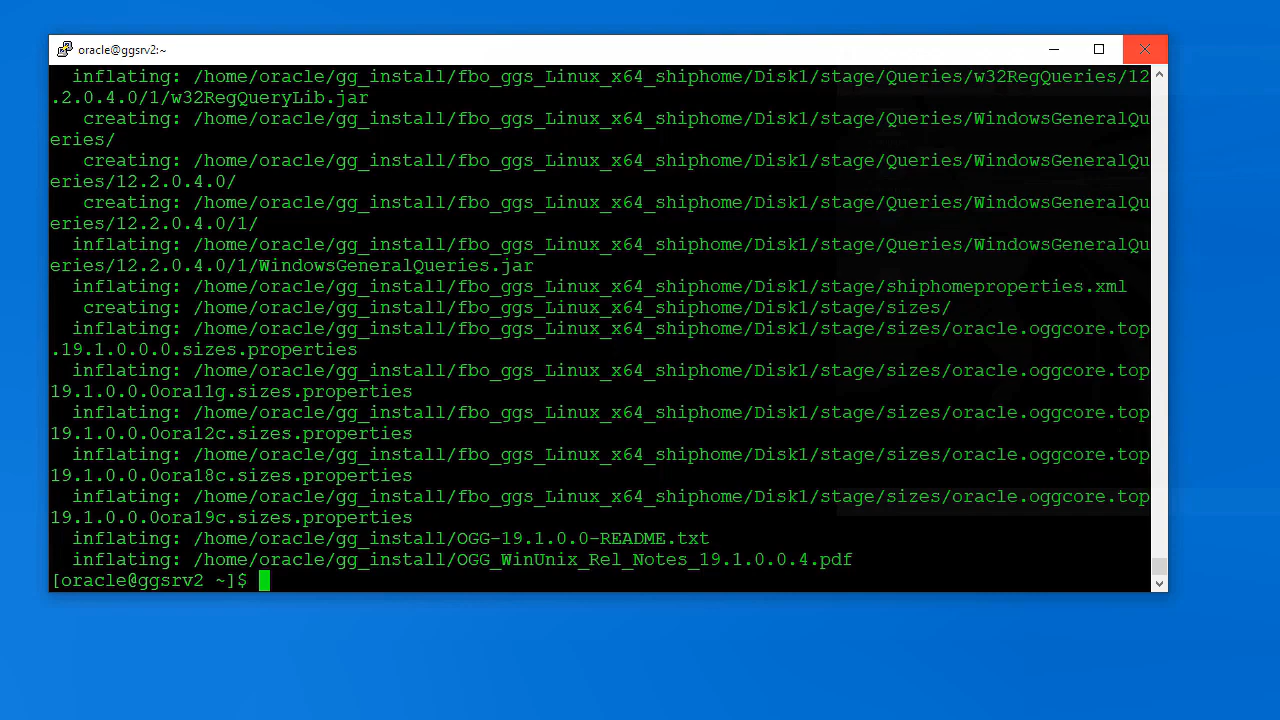 oracle@ggsrv2:~
inflating: /home/oracle/gg_install/fbo_ggs_Linux_x64_shiphome/Disk1/stage/Queries/w32RegQueries/12
.2.0.4.0/1/w32RegQueryLib.jar
creating: /home/oracle/gg_install/fbo_ggs_Linux_x64_shiphome/Disk1/stage/Queries/WindowsGeneralQu
eries/
creating: /home/oracle/gg_install/fbo_ggs_Linux_x64_shiphome/Disk1/stage/Queries/WindowsGeneralQu
eries/12.2.0.4.0/
creating: /home/oracle/gg_install/fbo_ggs_Linux_x64_shiphome/Disk1/stage/Queries/WindowsGeneralQu
eries/12.2.0.4.0/1/
inflating: /home/oracle/gg_install/fbo_ggs_Linux_x64_shiphome/Disk1/stage/Queries/WindowsGeneralQu
eries/12.2.0.4.0/1/WindowsGeneralQueries.jar
inflating: /home/oracle/gg_install/fbo_ggs_Linux_x64_shiphome/Disk1/stage/shiphomeproperties.xml
creating: /home/oracle/gg_install/fbo_ggs_Linux_x64_shiphome/Disk1/stage/sizes/
inflating: /home/oracle/gg_install/fbo_ggs_Linux_x64_shiphome/Disk1/stage/sizes/oracle.oggcore.top
.19.1.0.0.0.sizes.properties
inflating: /home/oracle/gg_install/fbo_ggs_Linux_x64_shiphome/Disk1/stage/sizes/oracle.oggcore.top
19.1.0.0.0ora11g.sizes.properties
inflating: /home/oracle/gg_install/fbo_ggs_Linux_x64_shiphome/Disk1/stage/sizes/oracle.oggcore.top
19.1.0.0.0ora12c.sizes.properties
inflating: /home/oracle/gg_install/fbo_ggs_Linux_x64_shiphome/Disk1/stage/sizes/oracle.oggcore.top
19.1.0.0.0ora18c.sizes.properties
inflating: /home/oracle/gg_install/fbo_ggs_Linux_x64_shiphome/Disk1/stage/sizes/oracle.oggcore.top
19.1.0.0.0ora19c.sizes.properties
inflating: /home/oracle/gg_install/OGG-19.1.0.0-README.txt
inflating: /home/oracle/gg_install/OGG_WinUnix_Rel_Notes_19.1.0.0.4.pdf
[oracle@ggsrv2 ~]$